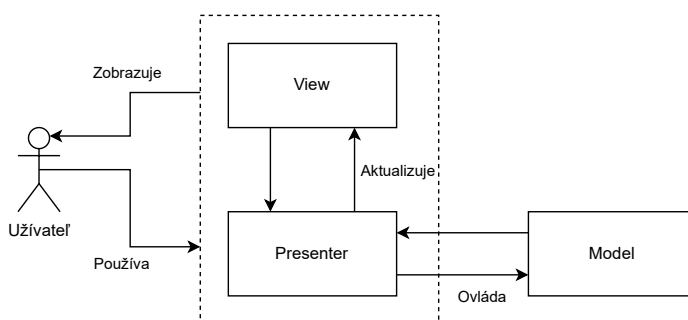 Zobrazuje
View
Aktualizuje
Užívateľ
Používa
Presenter
Model
Ovláda